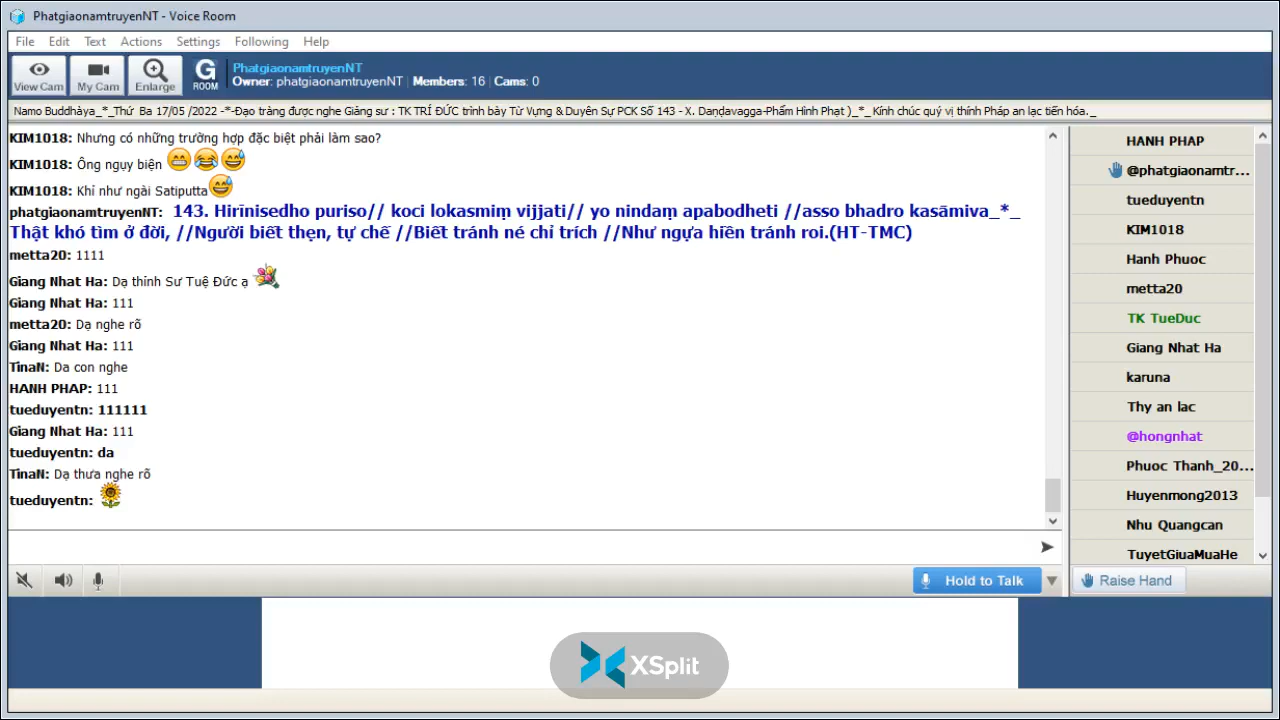 PhatgiaonamtruyenNT - Voice Room
File Edit Text Actions Settings Following Help
View Cam My Cam Enlarge G ROOM
PhatgiaonamtruyenNT
Owner: phatgiaonamtruyenNT | Members: 16 | Cams: 0
Namo Buddhàya_*_Thứ Ba 17/05 /2022 -*-Đạo tràng được nghe Giảng sư : TK TRÍ ĐỨC trình bày Từ Vựng & Duyên Sự PCK Số 143 - X. Daṇḍavagga-Phẩm Hình Phạt )_*_ Kính chúc quý vị thính Pháp an lạc tiến hóa._
KIM1018: Nhưng có những trường hợp đặc biệt phải làm sao?
KIM1018: Ông ngụy biện
KIM1018: Khỉ như ngài Satiputta
phatgiaonamtruyenNT: 143. Hirīnisedho puriso// koci lokasmiṃ vijjati// yo nindaṃ apabodheti //asso bhadro kasāmiva_*_
Thật khó tìm ở đời, //Người biết thẹn, tự chế //Biết tránh né chỉ trích //Như ngựa hiền tránh roi.(HT-TMC)
metta20: 1111
Giang Nhat Ha: Dạ thỉnh Sư Tuệ Đức ạ
Giang Nhat Ha: 111
metta20: Dạ nghe rõ
Giang Nhat Ha: 111
TinaN: Da con nghe
HANH PHAP: 111
tueduyentn: 111111
Giang Nhat Ha: 111
tueduyentn: da
TinaN: Dạ thưa nghe rõ
tueduyentn:
HANH PHAP
@phatgiaonamtr...
tueduyentn
KIM1018
Hanh Phuoc
metta20
TK TueDuc
Giang Nhat Ha
karuna
Thy an lac
@hongnhat
Phuoc Thanh_20...
Huyenmong2013
Nhu Quangcan
TuyetGiuaMuaHe
Hold to Talk
Raise Hand
XSplit